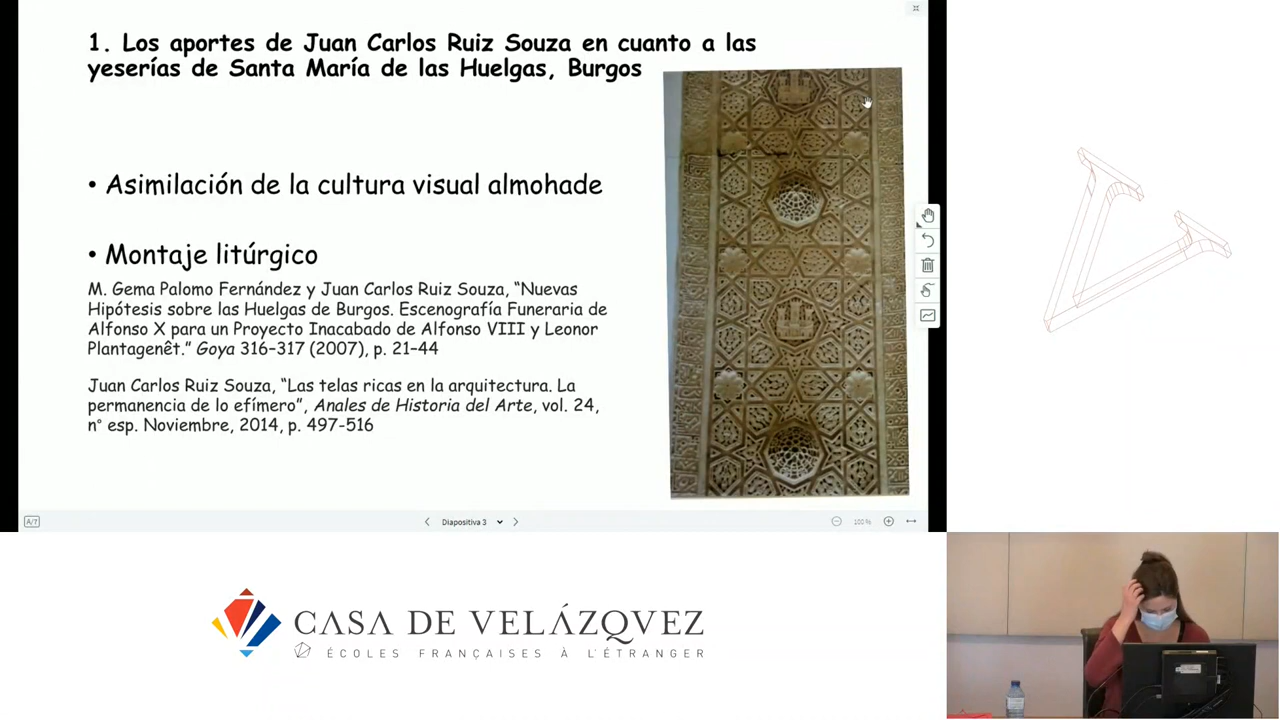 1. Los aportes de Juan Carlos Ruiz Souza en cuanto a las
yeserías de Santa María de las Huelgas, Burgos
• Asimilación de la cultura visual almohade
• Montaje litúrgico
M. Gema Palomo Fernández y Juan Carlos Ruiz Souza, “Nuevas
Hipótesis sobre las Huelgas de Burgos. Escenografía Funeraria de
Alfonso X para un Proyecto Inacabado de Alfonso VIII y Leonor
Plantagenêt.” Goya 316–317 (2007), p. 21–44
Juan Carlos Ruiz Souza, “Las telas ricas en la arquitectura. La
permanencia de lo efímero”, Anales de Historia del Arte, vol. 24,
n° esp. Noviembre, 2014, p. 497-516
A/7
Diapositiva 3
100 %
CASA DE VELÁZQVEZ
ÉCOLES FRANÇAISES À L'ÉTRANGER